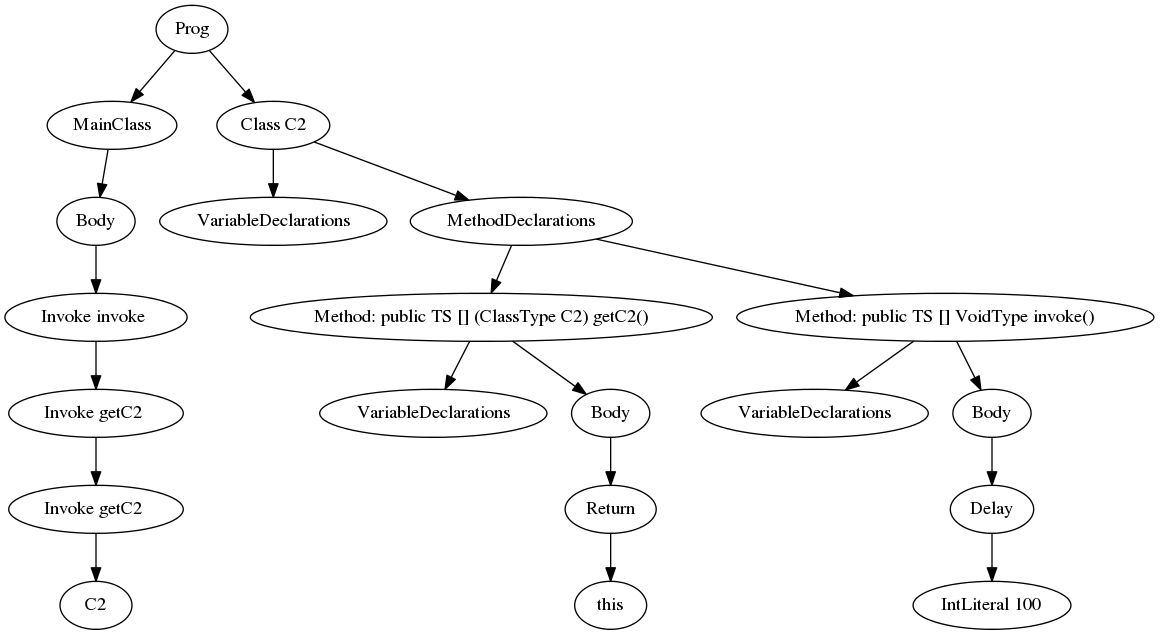 Prog
MainClass
Class C2
Body
VariableDeclarations
MethodDeclarations
Invoke invoke
Method: public TS [] (ClassType C2) getC2()
Method: public TS [] VoidType invoke()
Invoke getC2
VariableDeclarations
Body
VariableDeclarations
Body
Invoke getC2
Return
Delay
C2
this
IntLiteral 100